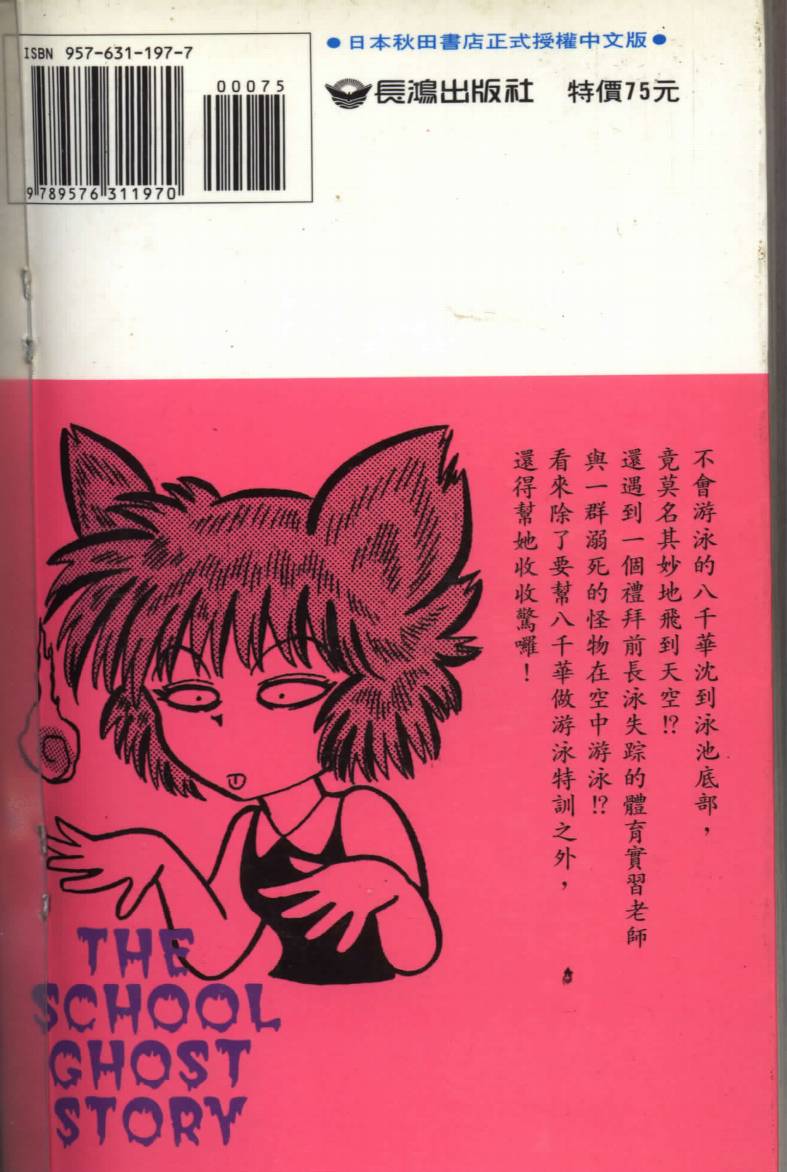 ISBN 957-631-197-7
00075
9 789576 311970
●日本秋田書店正式授權中文版●
長鴻出版社 特價75元
不會游泳的八千華沈到泳池底部，
竟莫名其妙地飛到天空!?
還遇到一個禮拜前長泳失踪的體育實習老師
與一群溺死的怪物在空中游泳!?
看來除了要幫八千華做游泳特訓之外，
還得幫她收收驚囉！
THE
SCHOOL
GHOST
STORY